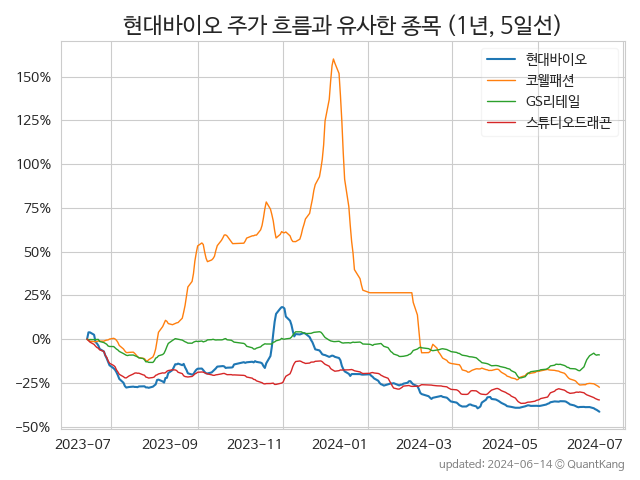 현대바이오 주가 흐름과 유사한 종목 (1년, 5일선)
현대바이오
코웰패션
GS리테일
스튜디오드래곤
150%
125%
100%
75%
50%
25%
0%
−25%
−50%
2023-07
2023-09
2023-11
2024-01
2024-03
2024-05
2024-07
updated: 2024-06-14 © QuantKang